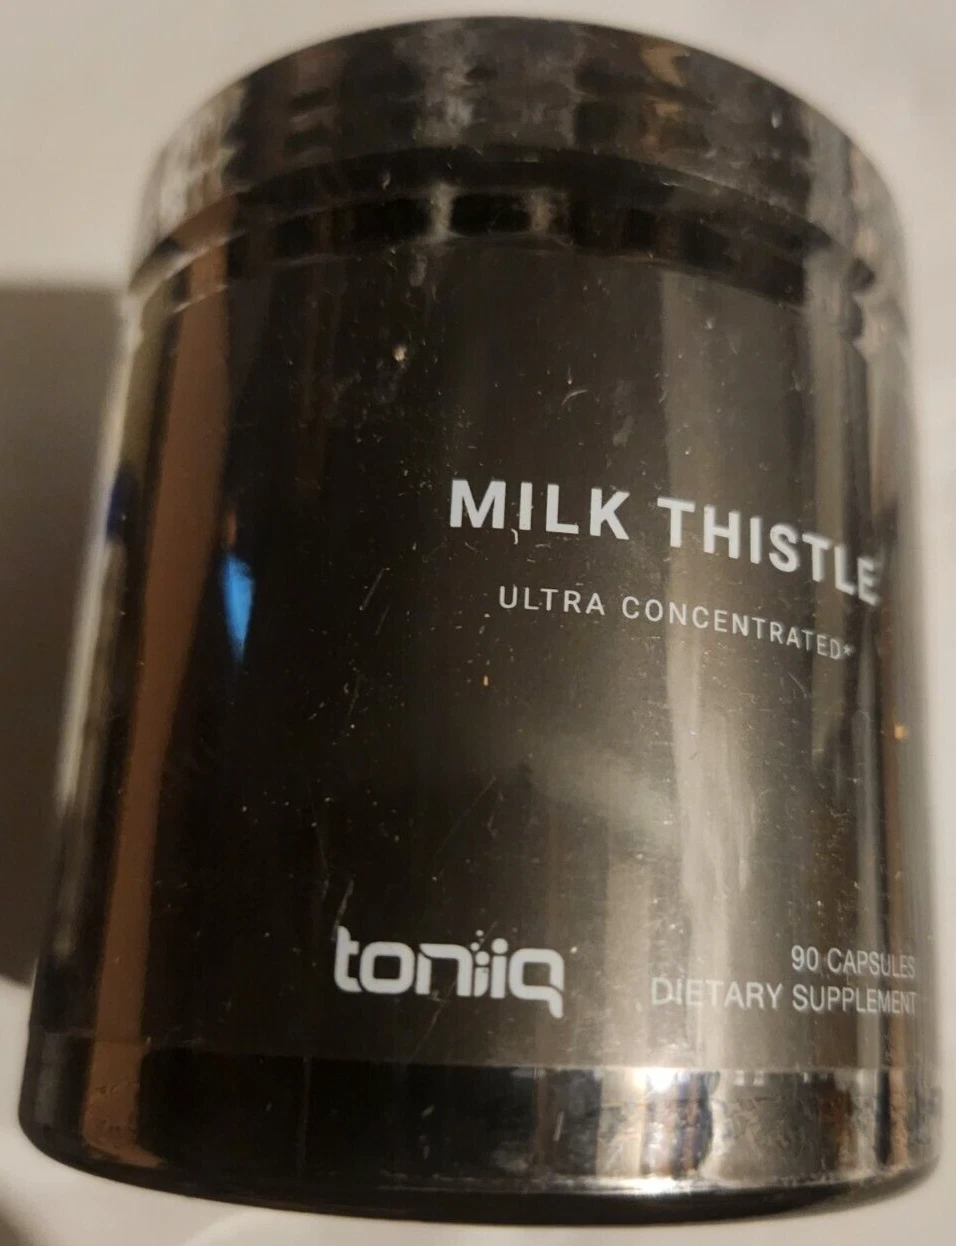 MILK THISTLE
ULTRA CONCENTRATED*
toniiq
90 CAPSULES
DIETARY SUPPLEMENT